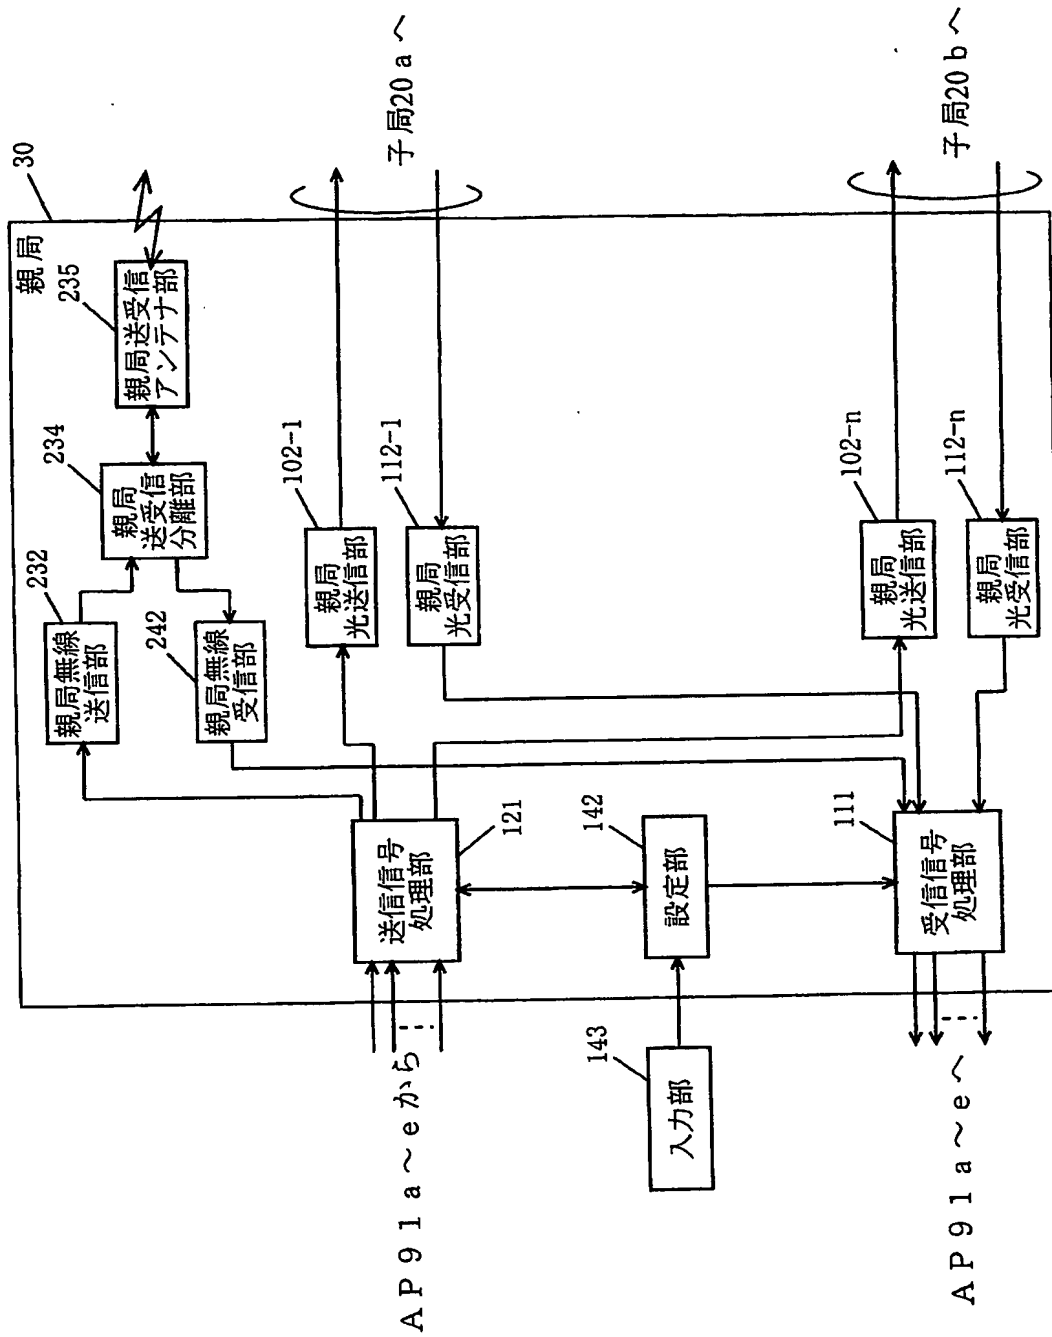 30
親局
235
親局送受信
アンテナ部
234
親局
送受信
分離部
232
親局無線
送信部
242
親局無線
受信部
102-1
親局
光送信部
子局20aへ
112-1
親局
光受信部
102-n
親局
光送信部
子局20bへ
112-n
親局
光受信部
121
送信信号
処理部
142
設定部
111
受信信号
処理部
143
入力部
AP91a～eから
AP91a～eへ